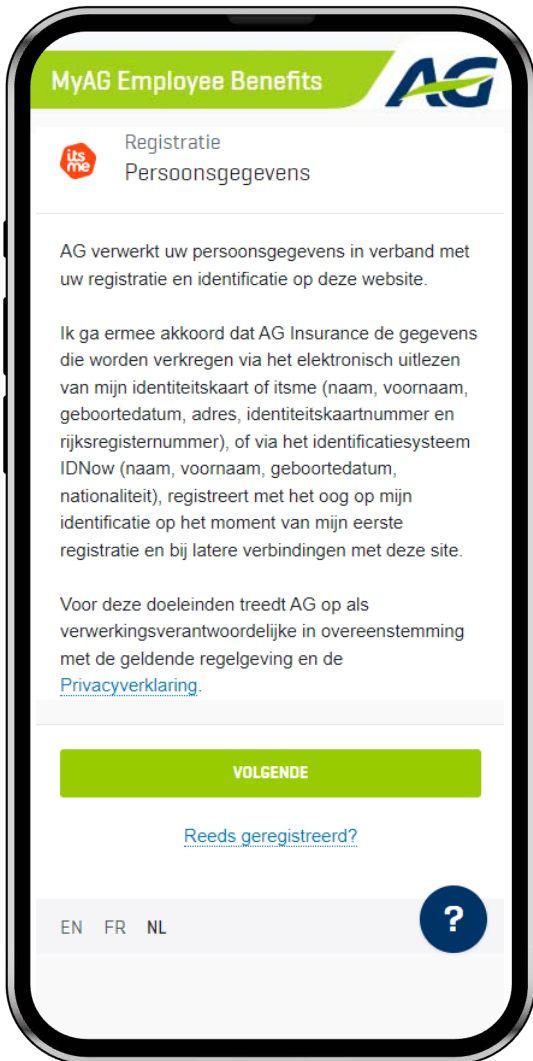 MyAG Employee Benefits
AG
its
me
Registratie
Persoonsgegevens
AG verwerkt uw persoonsgegevens in verband met
uw registratie en identificatie op deze website.
Ik ga ermee akkoord dat AG Insurance de gegevens
die worden verkregen via het elektronisch uitlezen
van mijn identiteitskaart of itsme (naam, voornaam,
geboortedatum, adres, identiteitskaartnummer en
rijksregisternummer), of via het identificatiesysteem
IDNow (naam, voornaam, geboortedatum,
nationaliteit), registreert met het oog op mijn
identificatie op het moment van mijn eerste
registratie en bij latere verbindingen met deze site.
Voor deze doeleinden treedt AG op als
verwerkingsverantwoordelijke in overeenstemming
met de geldende regelgeving en de
Privacyverklaring.
VOLGENDE
Reeds geregistreerd?
EN FR NL
?